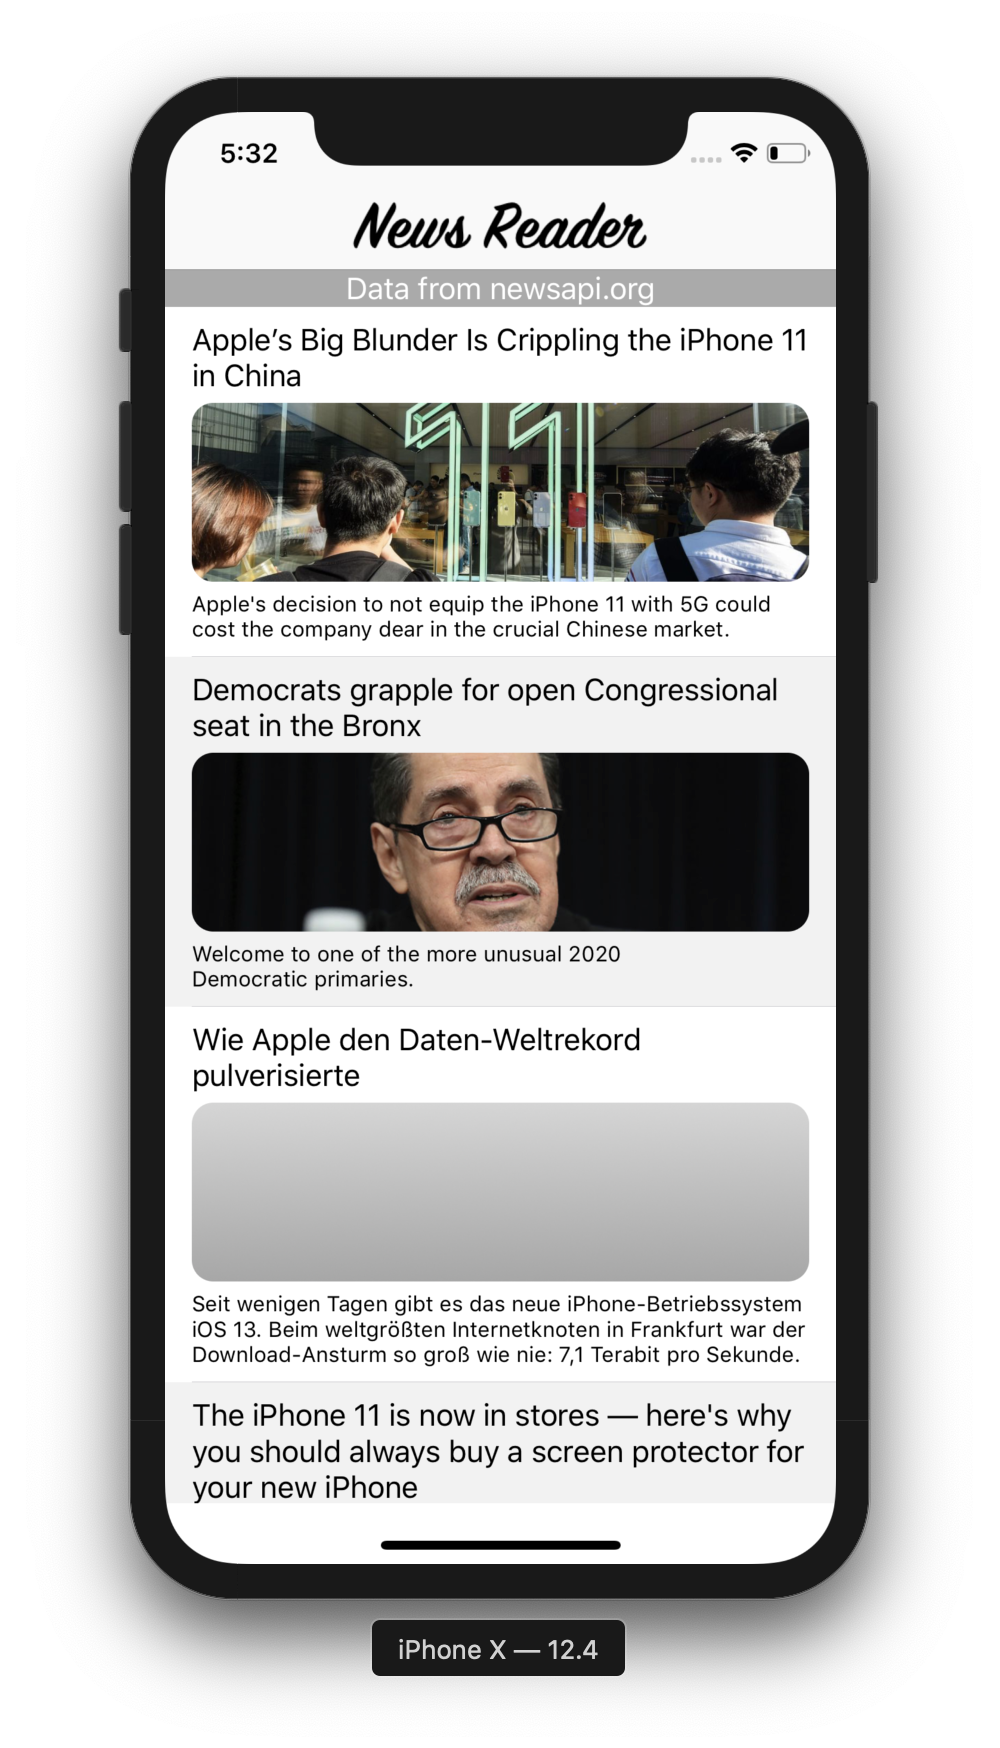 5:32
News Reader
Data from newsapi.org
Apple’s Big Blunder Is Crippling the iPhone 11
in China
11
Apple's decision to not equip the iPhone 11 with 5G could
cost the company dear in the crucial Chinese market.
Democrats grapple for open Congressional
seat in the Bronx
Welcome to one of the more unusual 2020
Democratic primaries.
Wie Apple den Daten-Weltrekord
pulverisierte
Seit wenigen Tagen gibt es das neue iPhone-Betriebssystem
iOS 13. Beim weltgrößten Internetknoten in Frankfurt war der
Download-Ansturm so groß wie nie: 7,1 Terabit pro Sekunde.
The iPhone 11 is now in stores — here's why
you should always buy a screen protector for
your new iPhone
iPhone X — 12.4